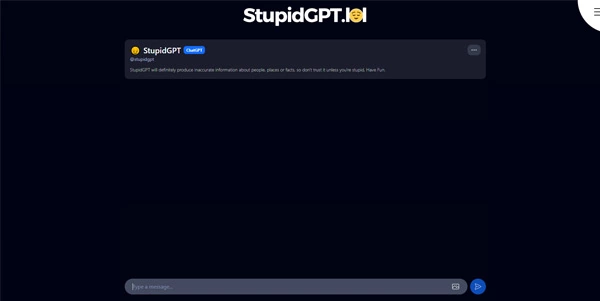 StupidGPT.l😌l
😡 StupidGPT ChatGPT
@stupidgpt
StupidGPT will definitely produce inaccurate information about people, places or facts, so don't trust it unless you're stupid. Have Fun.
Type a message...